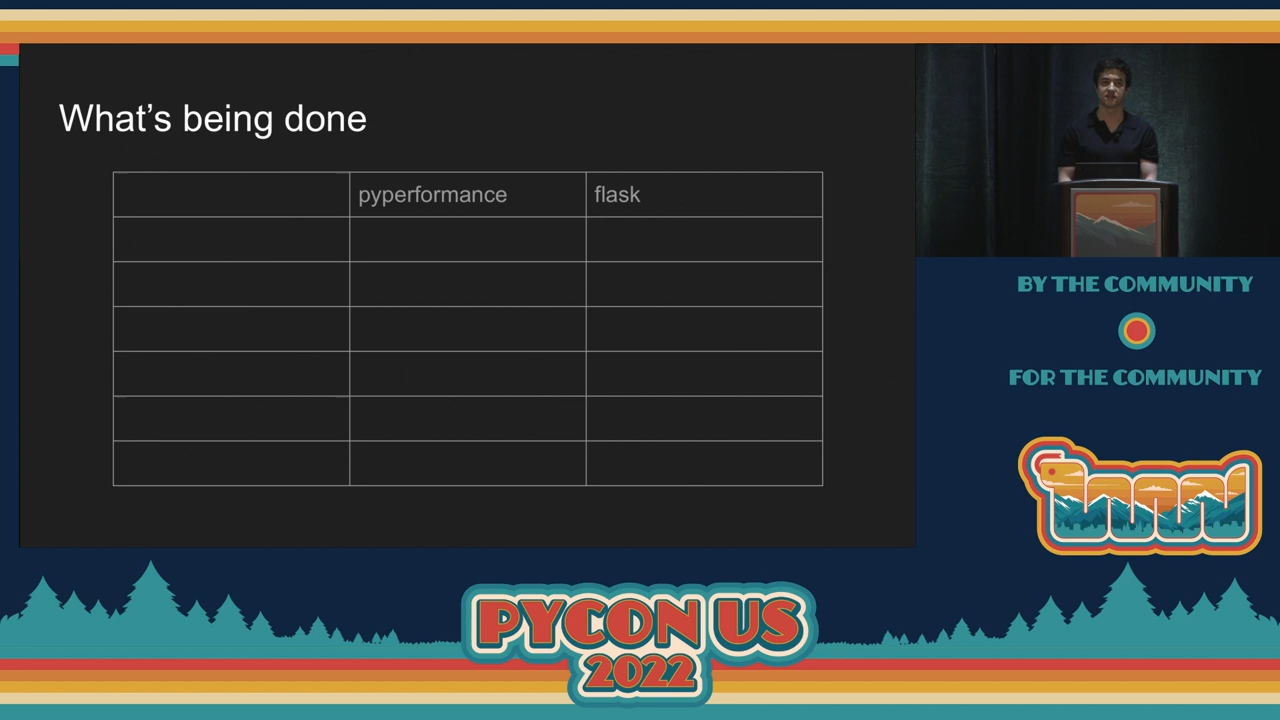 What's being done
pyperformance
flask
BY THE COMMUNITY
FOR THE COMMUNITY
PYCON US
2022